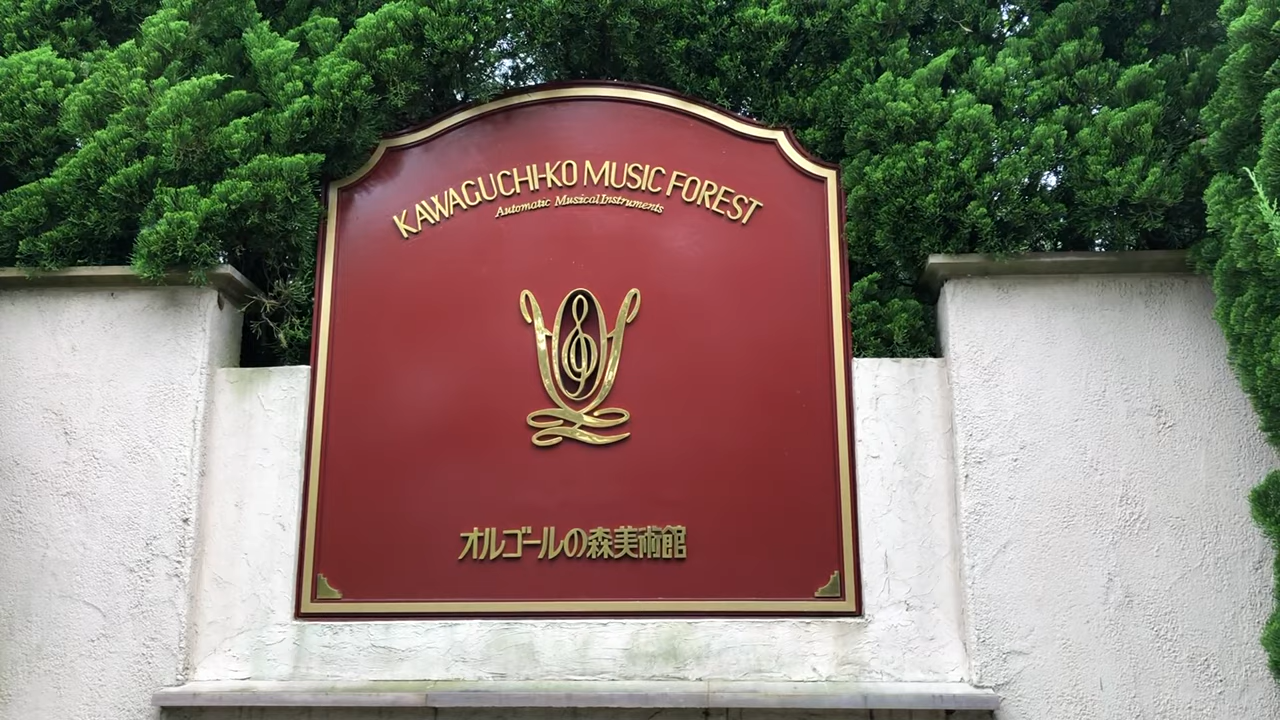 KAWAGUCHI-KO MUSIC FOREST
Automatic Musical Instruments
オルゴールの森美術館